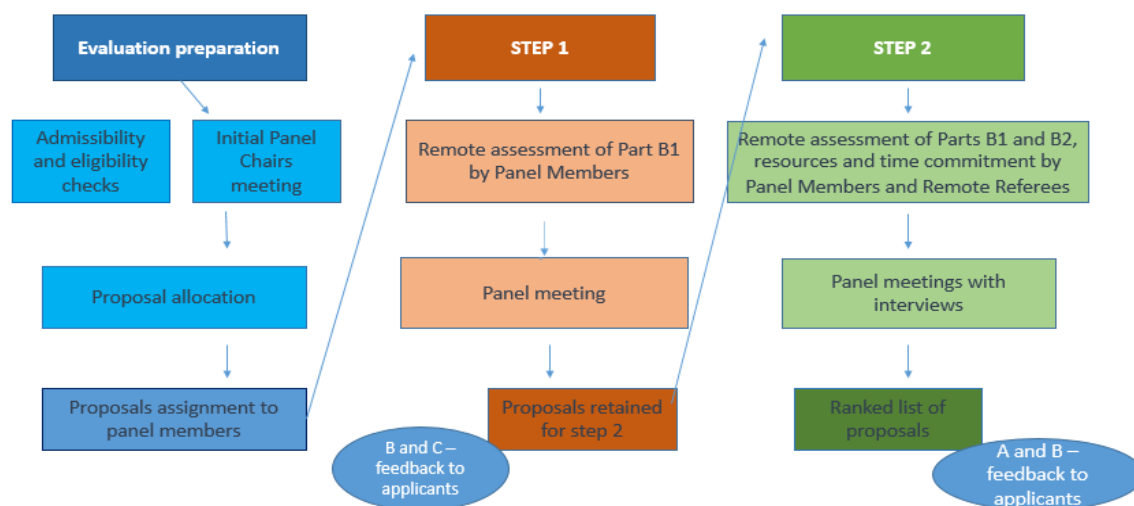 Evaluation preparation
Admissibility
and eligibility
checks
Initial Panel
Chairs
meeting
Proposal allocation
Proposals assignment to
panel members
STEP 1
Remote assessment of Part B1
by Panel Members
Panel meeting
Proposals retained
for step 2
B and C –
feedback to
applicants
STEP 2
Remote assessment of Parts B1 and B2,
resources and time commitment by
Panel Members and Remote Referees
Panel meetings with
interviews
Ranked list of
proposals
A and B –
feedback to
applicants